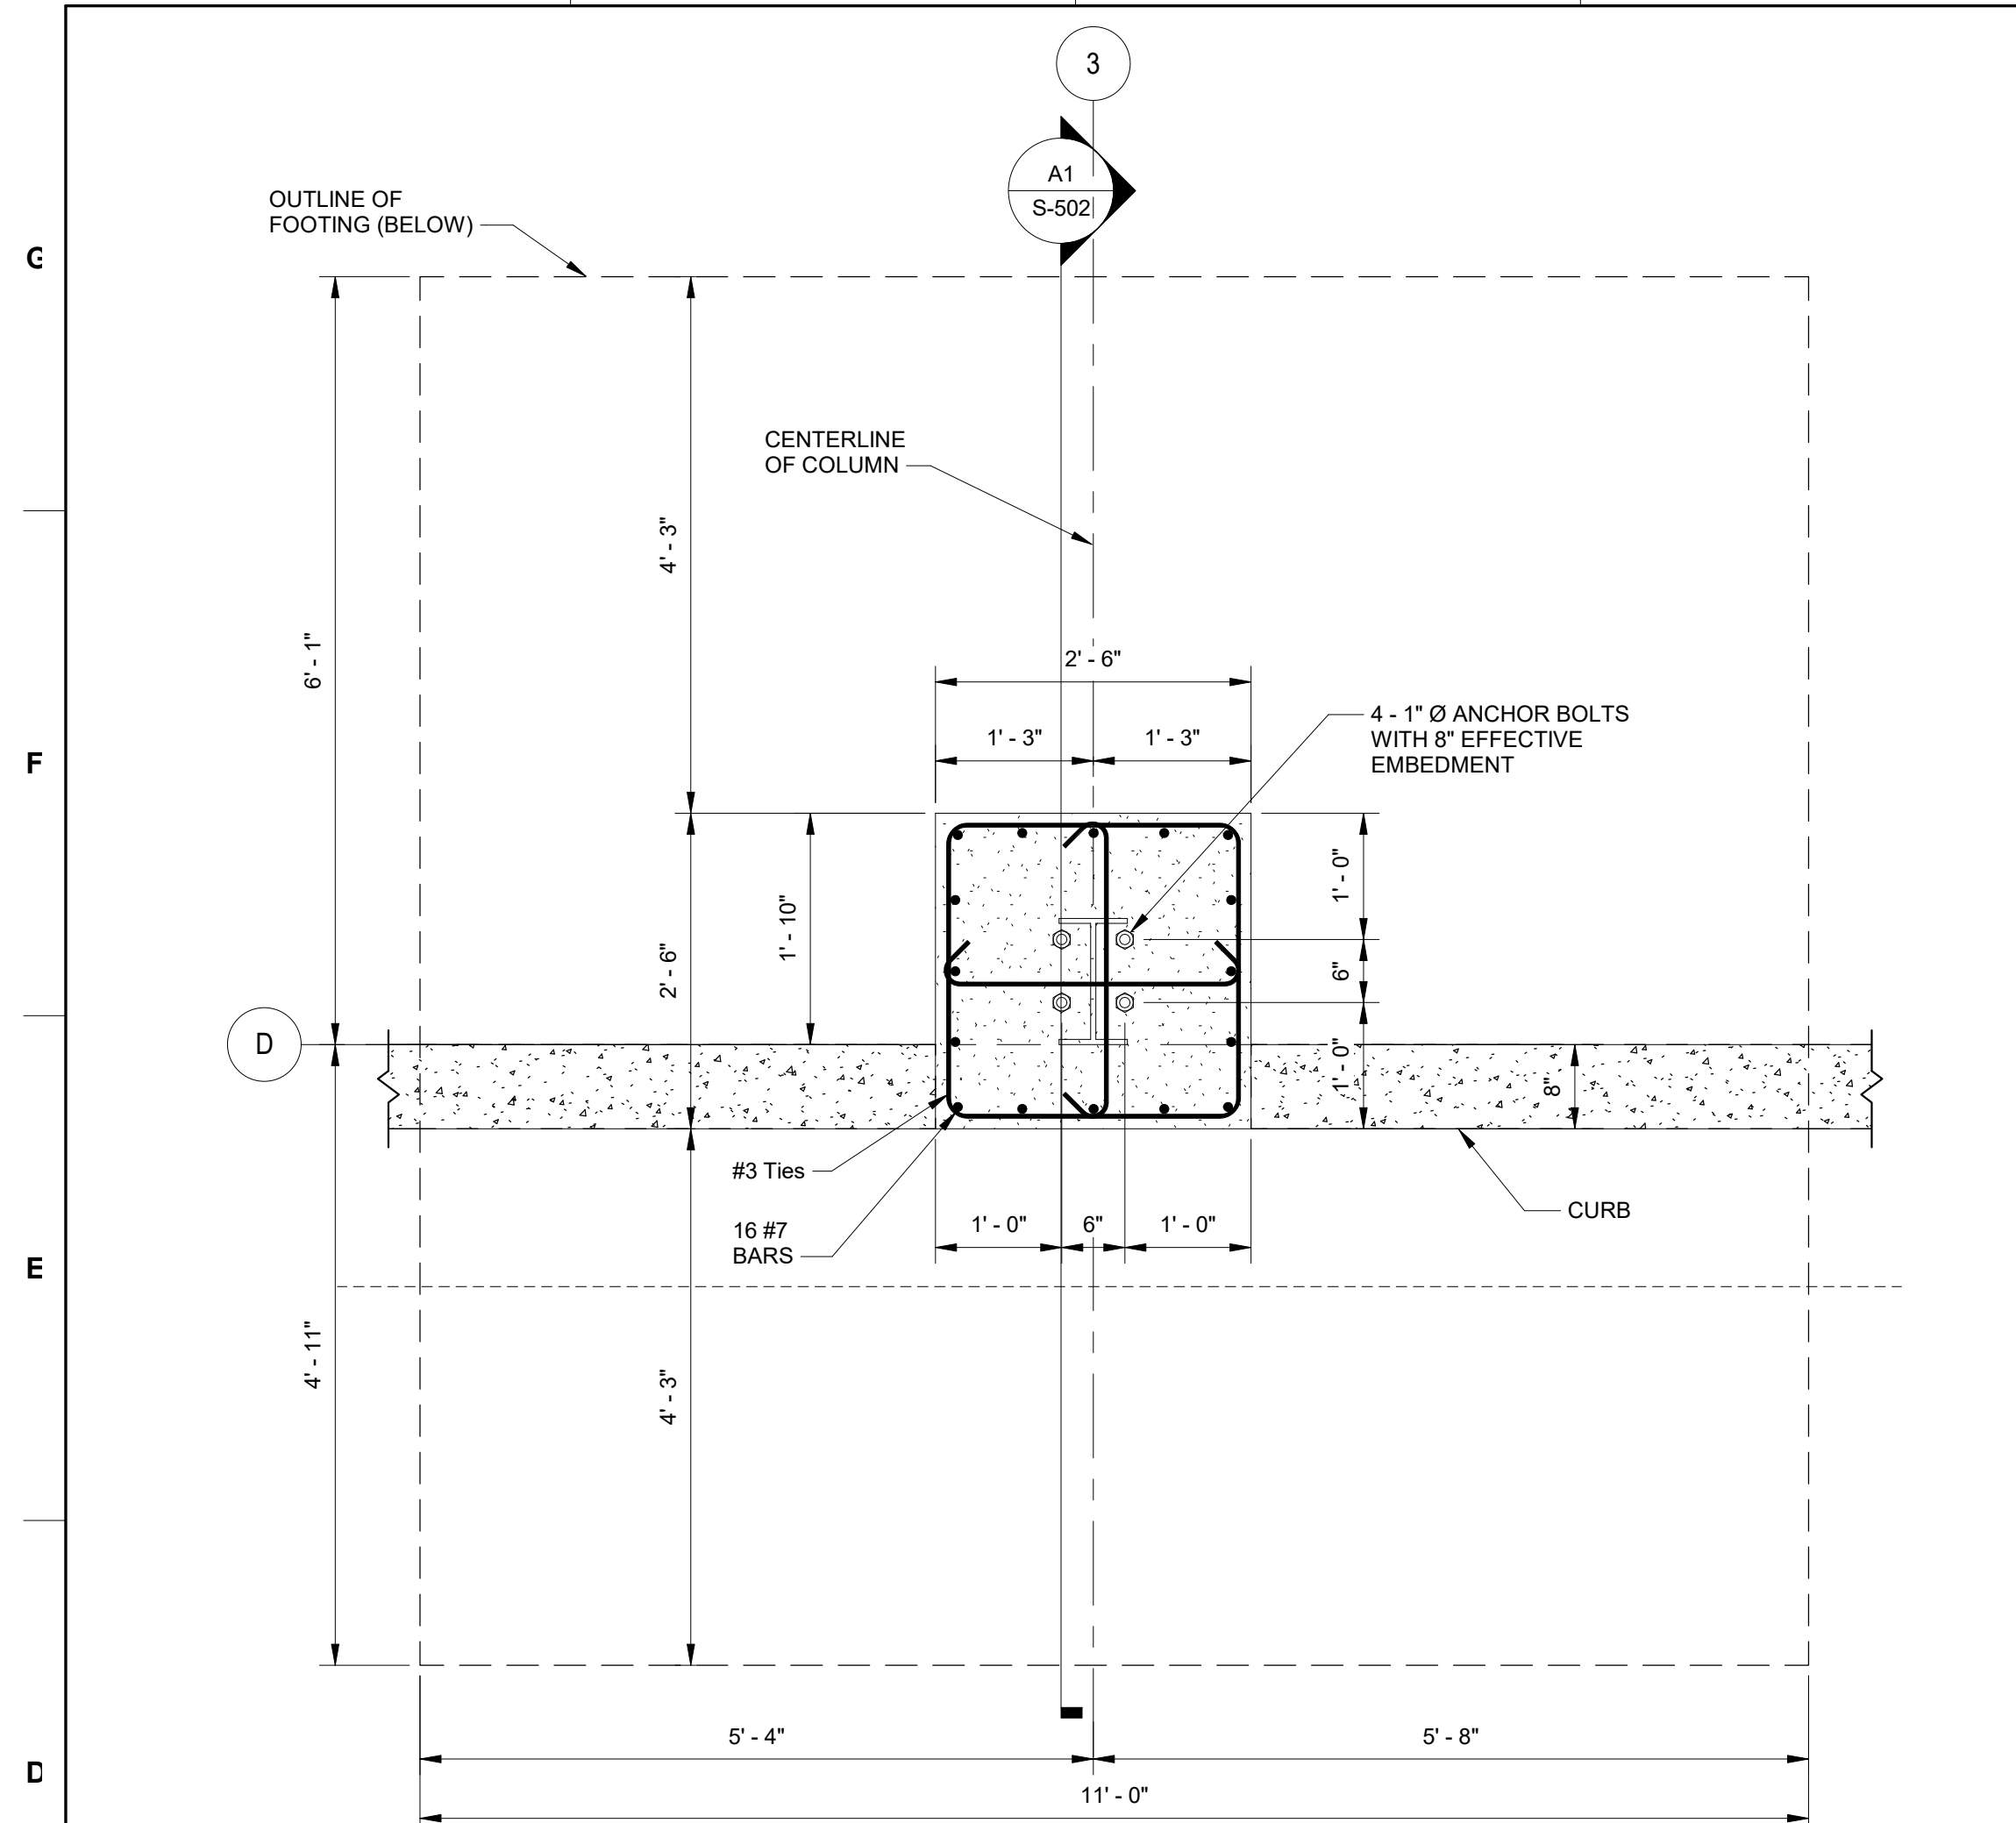 3
A1
S-502
OUTLINE OF
FOOTING (BELOW)
G
CENTERLINE
OF COLUMN
4' - 3"
6' - 1"
2' - 6"
1' - 3"
1' - 3"
4 - 1" Ø ANCHOR BOLTS
WITH 8" EFFECTIVE
EMBEDMENT
F
1' - 0"
1' - 10"
2' - 6"
6"
D
1' - 0"
8"
#3 Ties
16 #7
BARS
1' - 0"
6"
1' - 0"
CURB
E
4' - 11"
4' - 3"
5' - 4"
5' - 8"
D
11' - 0"